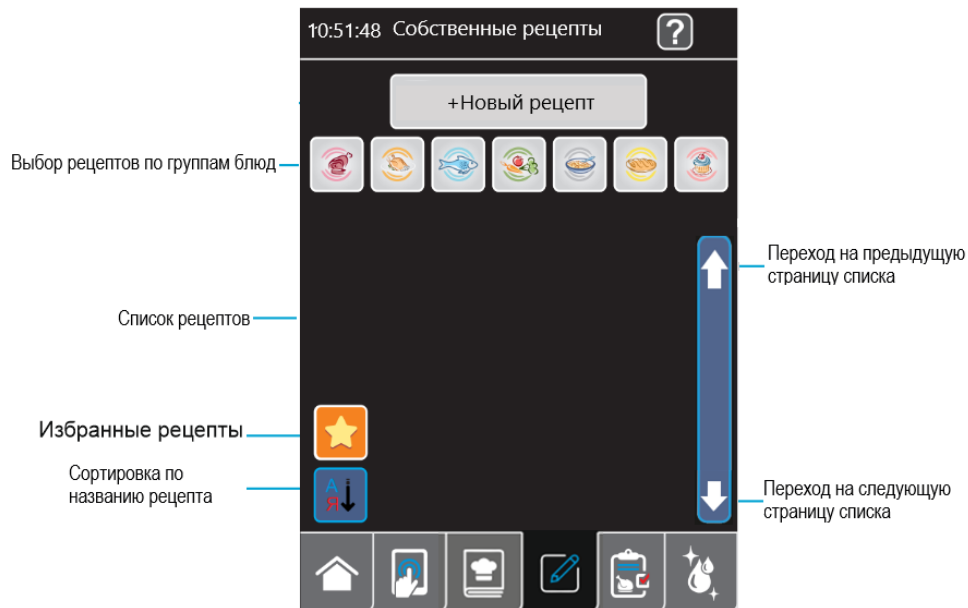 10:51:48 Собственные рецепты ?
+Новый рецепт
Выбор рецептов по группам блюд
Переход на предыдущую
страницу списка
Список рецептов
Избранные рецепты
Сортировка по
названию рецепта
А
Я
Переход на следующую
страницу списка